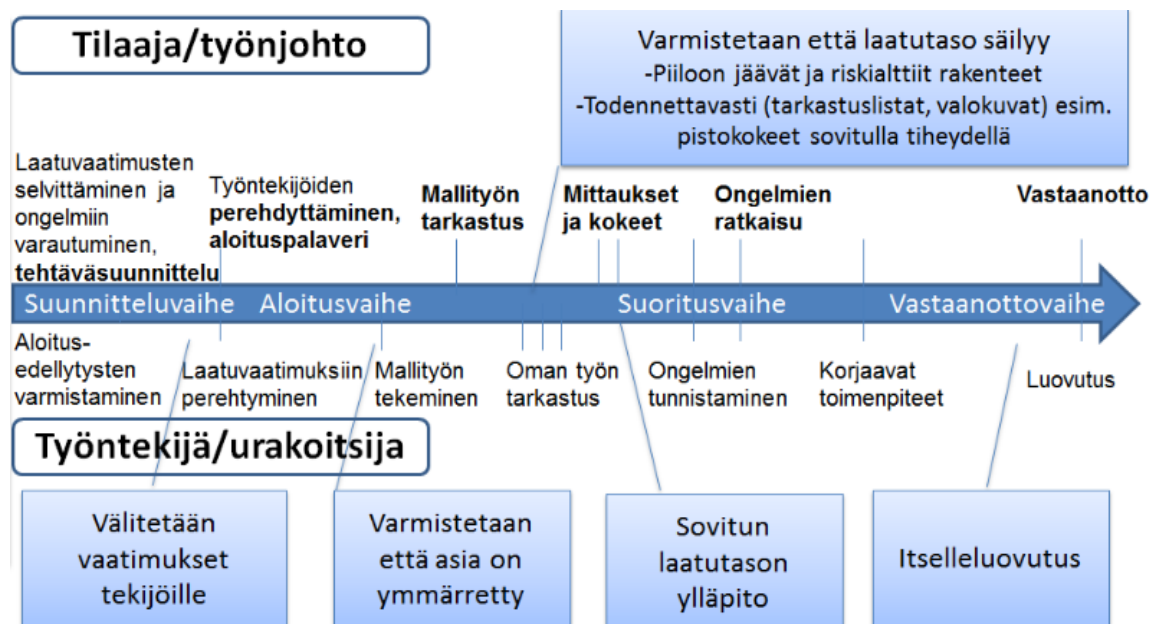 Tilaaja/työnjohto
Varmistetaan että laatutaso säilyy
-Piiloon jäävät ja riskialttiit rakenteet
-Todennettavasti (tarkastuslistat, valokuvat) esim.
pistokokeet sovitulla tiheydellä
Laatuvaatimusten
selvittäminen ja
ongelmiin
varautuminen,
tehtäväsuunnittelu
Työntekijöiden
perehdyttäminen,
aloituspalaveri
Mallityön
tarkastus
Mittaukset
ja kokeet
Ongelmien
ratkaisu
Vastaanotto
Suunnitteluvaihe
Aloitusvaihe
Suoritusvaihe
Vastaanottovaihe
Aloitus-
edellytysten
varmistaminen
Laatuvaatimuksiin
perehtyminen
Mallityön
tekeminen
Oman työn
tarkastus
Ongelmien
tunnistaminen
Korjaavat
toimenpiteet
Luovutus
Työntekijä/urakoitsija
Välitetään
vaatimukset
tekijöille
Varmistetaan
että asia on
ymmärretty
Sovitun
laatutason
ylläpito
Itselleluovutus